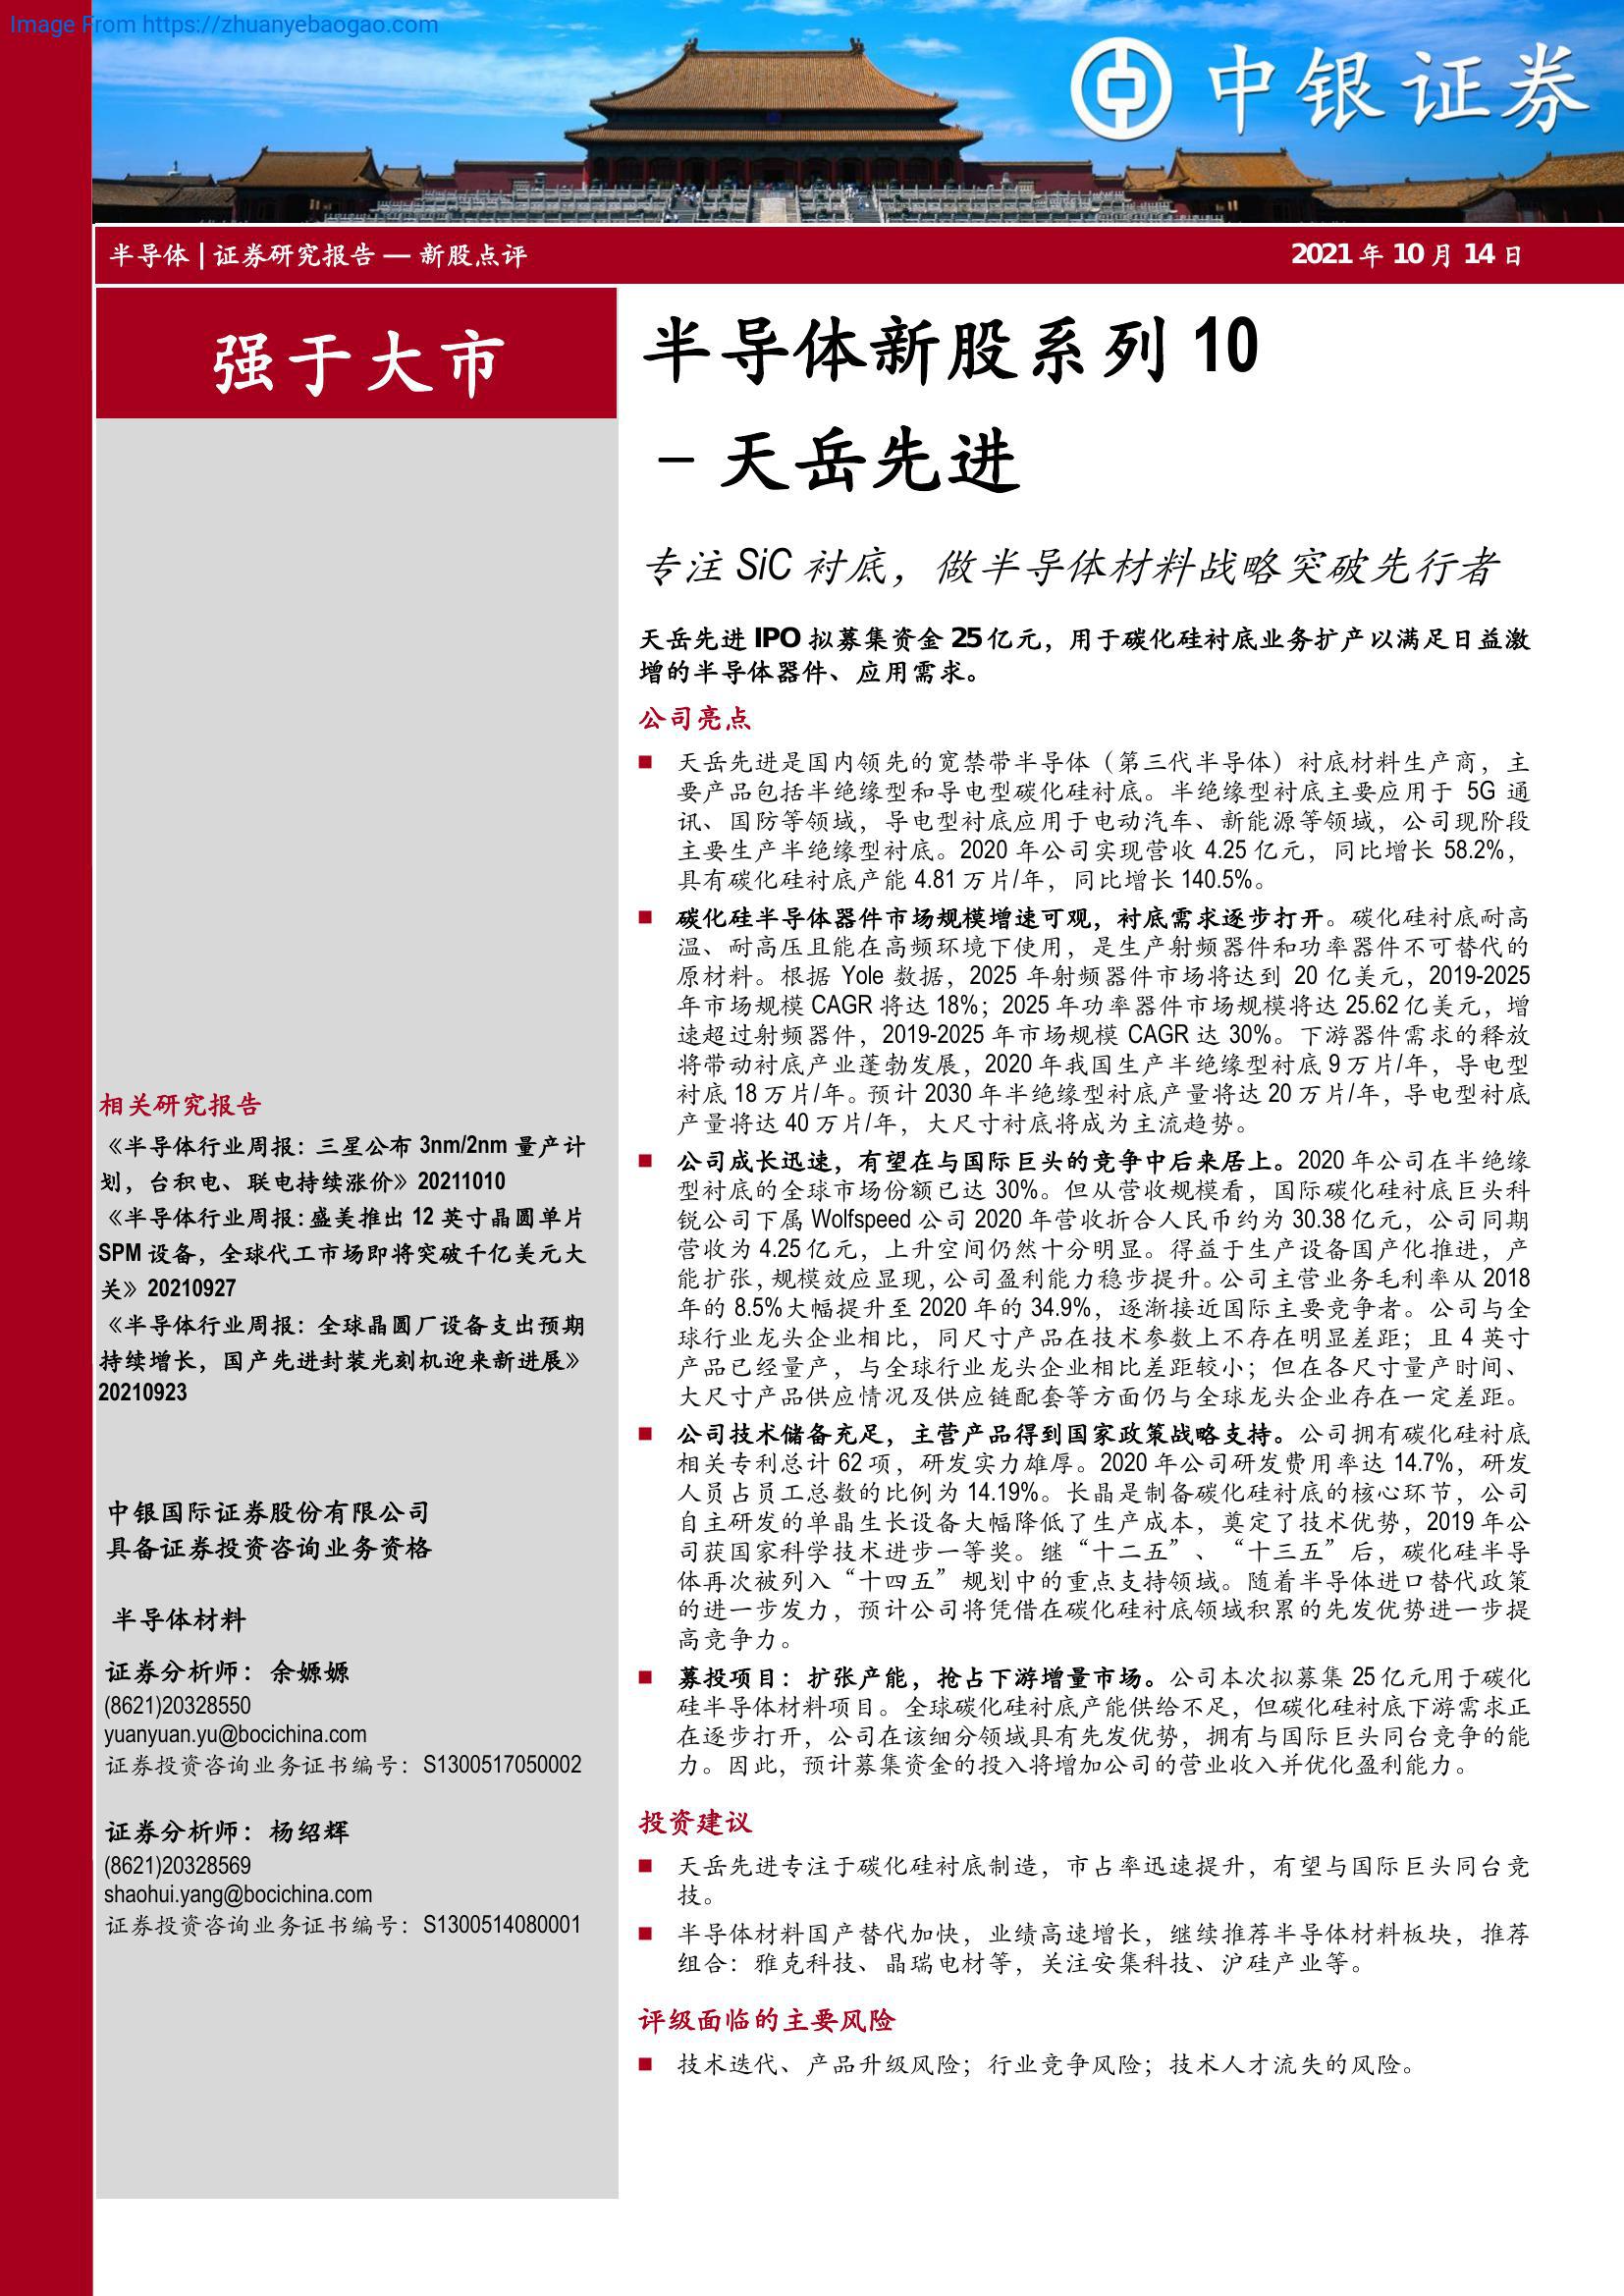 Image From https://zhuanyebaogao.com
中银证券
半导体 | 证券研究报告 — 新股点评
2021 年 10 月 14 日
强于大市
半导体新股系列 10
– 天岳先进
专注 SiC 衬底，做半导体材料战略突破先行者
天岳先进 IPO 拟募集资金 25 亿元，用于碳化硅衬底业务扩产以满足日益激
增的半导体器件、应用需求。
公司亮点
■ 天岳先进是国内领先的宽禁带半导体（第三代半导体）衬底材料生产商，主
要产品包括半绝缘型和导电型碳化硅衬底。半绝缘型衬底主要应用于 5G 通
讯、国防等领域，导电型衬底应用于电动汽车、新能源等领域，公司现阶段
主要生产半绝缘型衬底。2020 年公司实现营收 4.25 亿元，同比增长 58.2%，
具有碳化硅衬底产能 4.81 万片/年，同比增长 140.5%。
■ 碳化硅半导体器件市场规模增速可观，衬底需求逐步打开。碳化硅衬底耐高
温、耐高压且能在高频环境下使用，是生产射频器件和功率器件不可替代的
原材料。根据 Yole 数据，2025 年射频器件市场将达到 20 亿美元，2019-2025
年市场规模 CAGR 将达 18%；2025 年功率器件市场规模将达 25.62 亿美元，增
速超过射频器件，2019-2025 年市场规模 CAGR 达 30%。下游器件需求的释放
将带动衬底产业蓬勃发展，2020 年我国生产半绝缘型衬底 9 万片/年，导电型
衬底 18 万片/年。预计 2030 年半绝缘型衬底产量将达 20 万片/年，导电型衬底
产量将达 40 万片/年，大尺寸衬底将成为主流趋势。
■ 公司成长迅速，有望在与国际巨头的竞争中后来居上。2020 年公司在半绝缘
型衬底的全球市场份额已达 30%。但从营收规模看，国际碳化硅衬底巨头科
锐公司下属 Wolfspeed 公司 2020 年营收折合人民币约为 30.38 亿元，公司同期
营收为 4.25 亿元，上升空间仍然十分明显。得益于生产设备国产化推进，产
能扩张，规模效应显现，公司盈利能力稳步提升。公司主营业务毛利率从 2018
年的 8.5%大幅提升至 2020 年的 34.9%，逐渐接近国际主要竞争者。公司与全
球行业龙头企业相比，同尺寸产品在技术参数上不存在明显差距；且 4 英寸
产品已经量产，与全球行业龙头企业相比差距较小；但在各尺寸量产时间、
大尺寸产品供应情况及供应链配套等方面仍与全球龙头企业存在一定差距。
■ 公司技术储备充足，主营产品得到国家政策战略支持。公司拥有碳化硅衬底
相关专利总计 62 项，研发实力雄厚。2020 年公司研发费用率达 14.7%，研发
人员占员工总数的比例为 14.19%。长晶是制备碳化硅衬底的核心环节，公司
自主研发的单晶生长设备大幅降低了生产成本，奠定了技术优势，2019 年公
司获国家科学技术进步一等奖。继“十二五”、“十三五”后，碳化硅半导
体再次被列入“十四五”规划中的重点支持领域。随着半导体进口替代政策
的进一步发力，预计公司将凭借在碳化硅衬底领域积累的先发优势进一步提
高竞争力。
■ 募投项目：扩张产能，抢占下游增量市场。公司本次拟募集 25 亿元用于碳化
硅半导体材料项目。全球碳化硅衬底产能供给不足，但碳化硅衬底下游需求正
在逐步打开，公司在该细分领域具有先发优势，拥有与国际巨头同台竞争的能
力。因此，预计募集资金的投入将增加公司的营业收入并优化盈利能力。
投资建议
■ 天岳先进专注于碳化硅衬底制造，市占率迅速提升，有望与国际巨头同台竞
技。
■ 半导体材料国产替代加快，业绩高速增长，继续推荐半导体材料板块，推荐
组合：雅克科技、晶瑞电材等，关注安集科技、沪硅产业等。
评级面临的主要风险
■ 技术迭代、产品升级风险；行业竞争风险；技术人才流失的风险。
相关研究报告
《半导体行业周报：三星公布 3nm/2nm 量产计
划，台积电、联电持续涨价》20211010
《半导体行业周报：盛美推出 12 英寸晶圆单片
SPM 设备，全球代工市场即将突破千亿美元大
关》20210927
《半导体行业周报：全球晶圆厂设备支出预期
持续增长，国产先进封装光刻机迎来新进展》
20210923
中银国际证券股份有限公司
具备证券投资咨询业务资格
半导体材料
证券分析师：余嫄嫄
(8621)20328550
yuanyuan.yu@bocichina.com
证券投资咨询业务证书编号：S1300517050002
证券分析师：杨绍辉
(8621)20328569
shaohui.yang@bocichina.com
证券投资咨询业务证书编号：S1300514080001